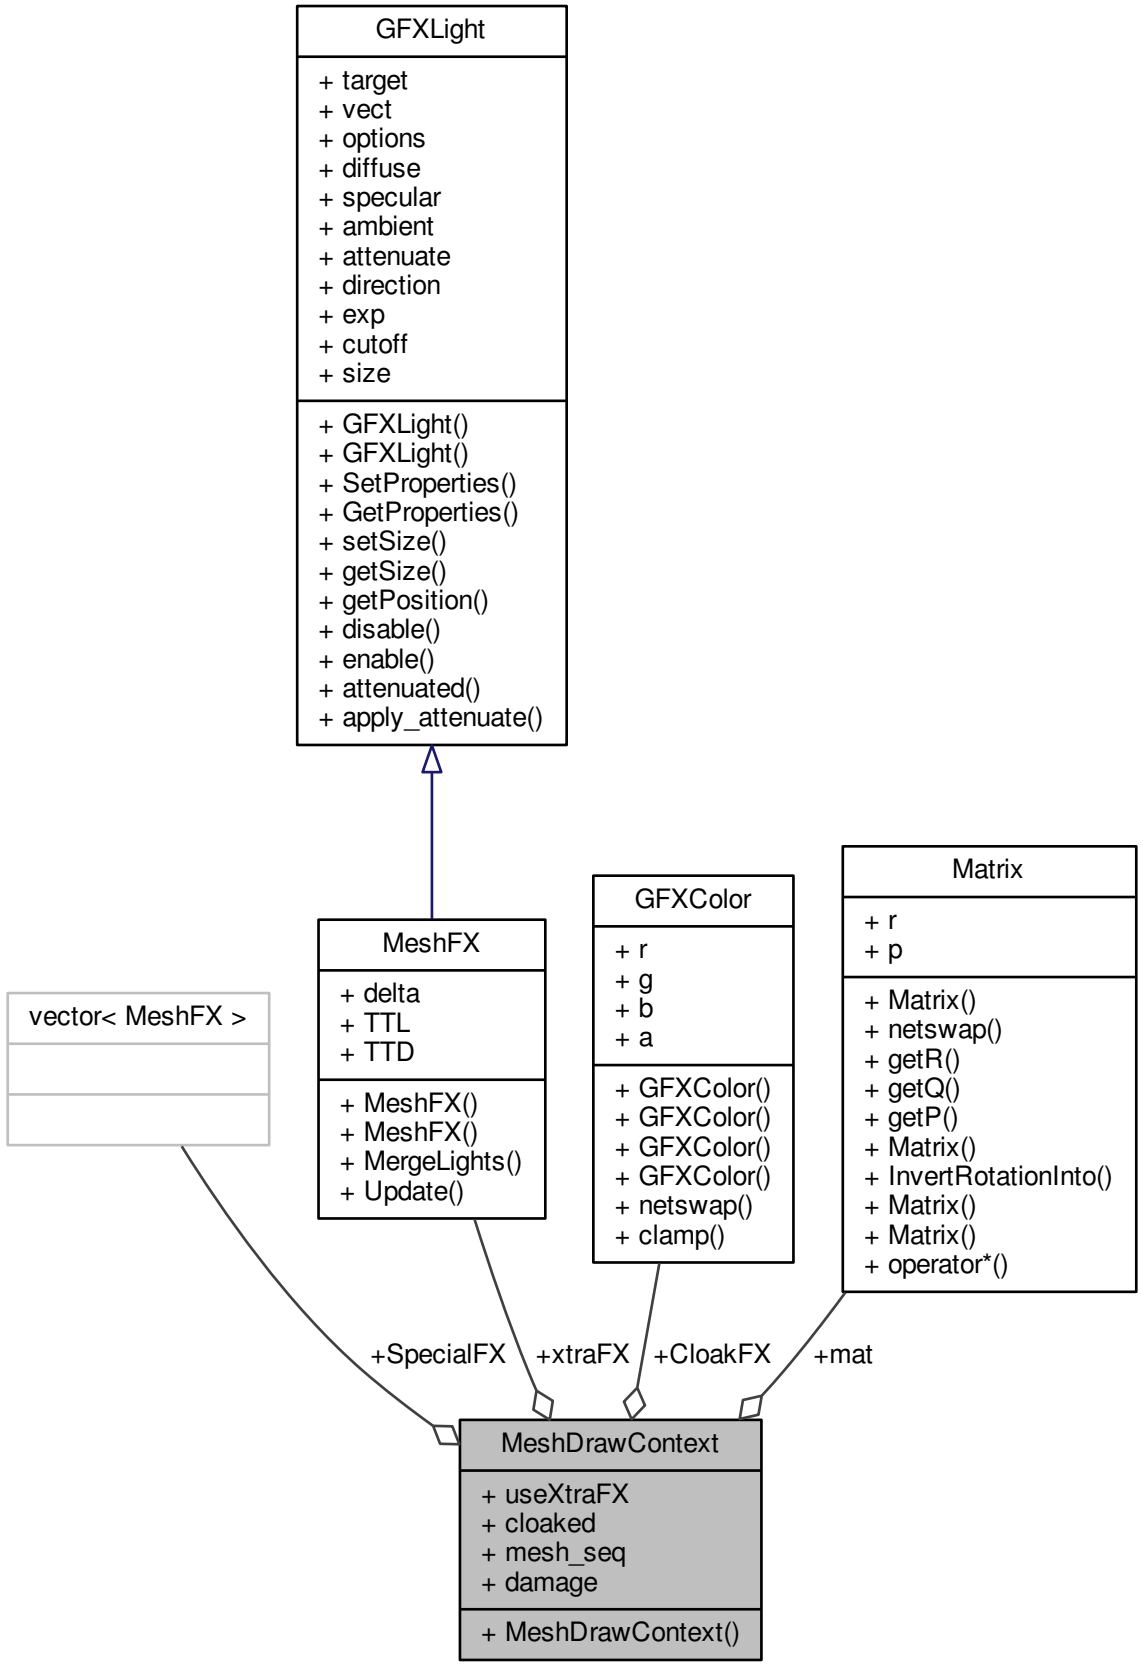 GFXLight
+ target
+ vect
+ options
+ diffuse
+ specular
+ ambient
+ attenuate
+ direction
+ exp
+ cutoff
+ size
+ GFXLight()
+ GFXLight()
+ SetProperties()
+ GetProperties()
+ setSize()
+ getSize()
+ getPosition()
+ disable()
+ enable()
+ attenuated()
+ apply_attenuate()
vector< MeshFX >
MeshFX
+ delta
+ TTL
+ TTD
+ MeshFX()
+ MeshFX()
+ MergeLights()
+ Update()
GFXColor
+ r
+ g
+ b
+ a
+ GFXColor()
+ GFXColor()
+ GFXColor()
+ GFXColor()
+ netswap()
+ clamp()
Matrix
+ r
+ p
+ Matrix()
+ netswap()
+ getR()
+ getQ()
+ getP()
+ Matrix()
+ InvertRotationInto()
+ Matrix()
+ Matrix()
+ operator*()
+SpecialFX
+xtraFX
+CloakFX
+mat
MeshDrawContext
+ useXtraFX
+ cloaked
+ mesh_seq
+ damage
+ MeshDrawContext()